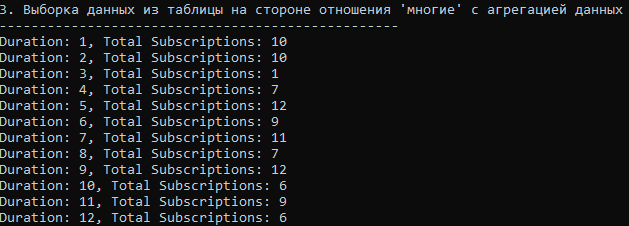 3. Выборка данных из таблицы на стороне отношения 'многие' с агрегацией данных
--------------------------------------------------
Duration: 1, Total Subscriptions: 10
Duration: 2, Total Subscriptions: 10
Duration: 3, Total Subscriptions: 1
Duration: 4, Total Subscriptions: 7
Duration: 5, Total Subscriptions: 12
Duration: 6, Total Subscriptions: 9
Duration: 7, Total Subscriptions: 11
Duration: 8, Total Subscriptions: 7
Duration: 9, Total Subscriptions: 12
Duration: 10, Total Subscriptions: 6
Duration: 11, Total Subscriptions: 9
Duration: 12, Total Subscriptions: 6